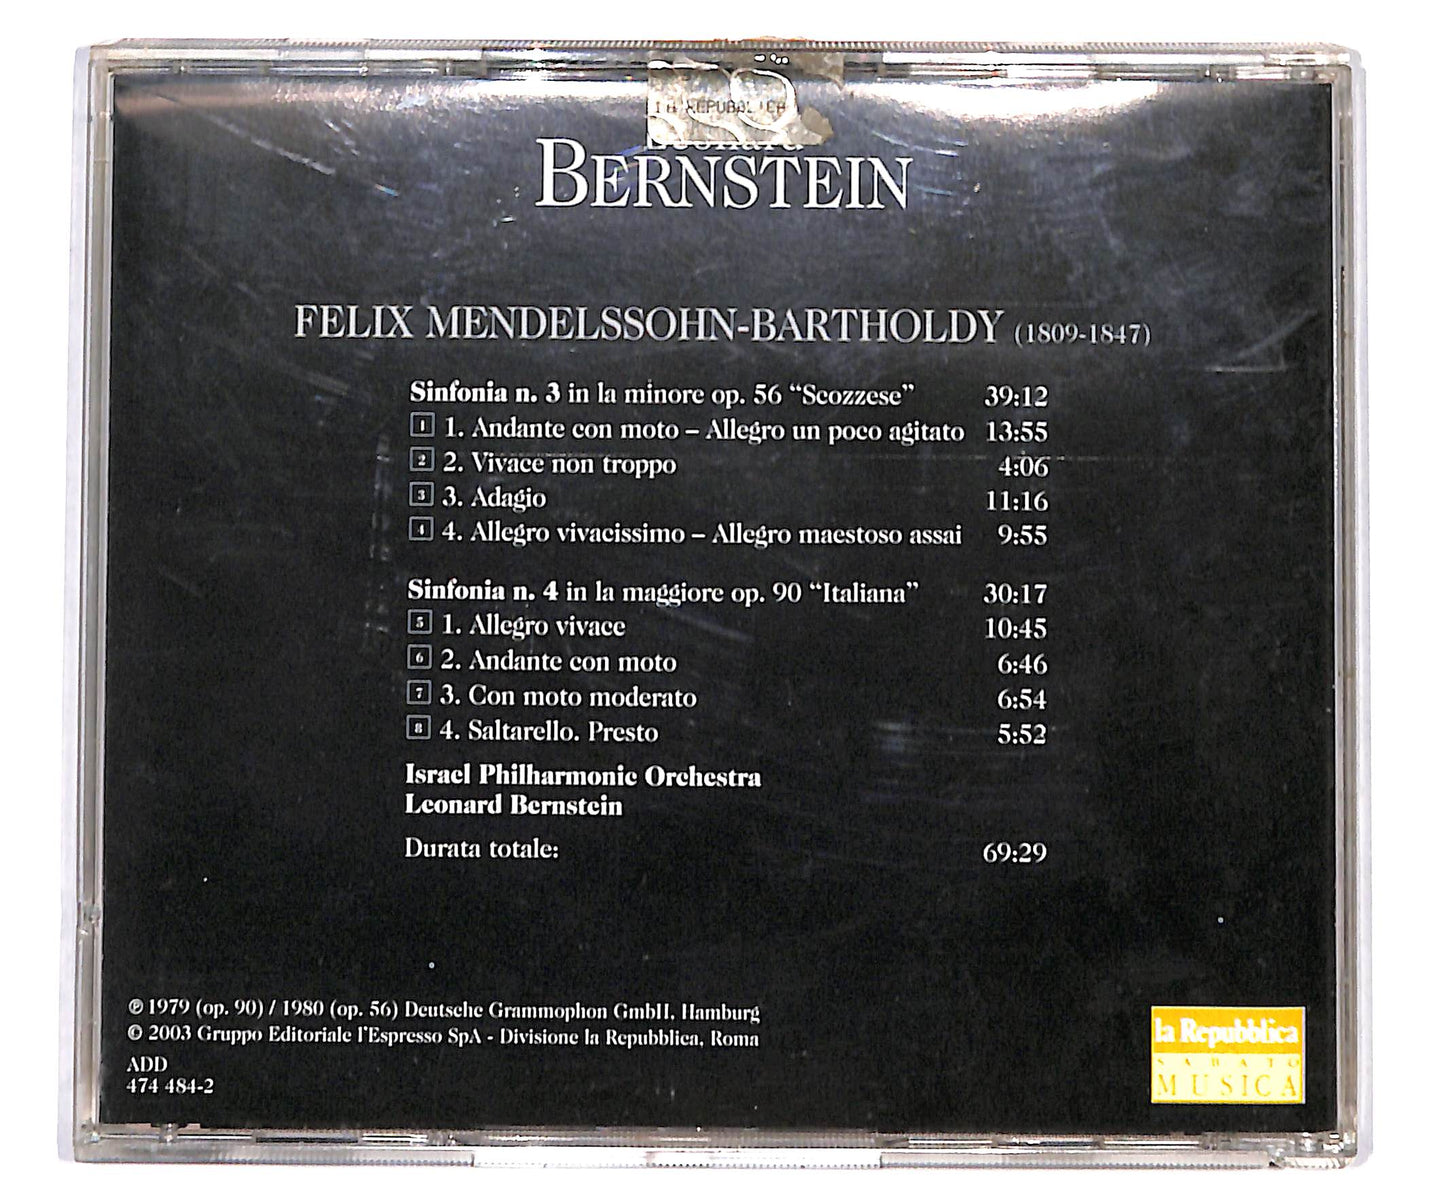 LA REPUBBLICA
Leonard
BERNSTEIN
FELIX MENDELSSOHN-BARTHOLDY (1809-1847)
Sinfonia n. 3 in la minore op. 56 “Scozzese” 39:12
1 1. Andante con moto – Allegro un poco agitato 13:55
2 2. Vivace non troppo 4:06
3 3. Adagio 11:16
4 4. Allegro vivacissimo – Allegro maestoso assai 9:55
Sinfonia n. 4 in la maggiore op. 90 “Italiana” 30:17
5 1. Allegro vivace 10:45
6 2. Andante con moto 6:46
7 3. Con moto moderato 6:54
8 4. Saltarello. Presto 5:52
Israel Philharmonic Orchestra
Leonard Bernstein
Durata totale: 69:29
℗ 1979 (op. 90) / 1980 (op. 56) Deutsche Grammophon GmbH, Hamburg
© 2003 Gruppo Editoriale l'Espresso SpA - Divisione la Repubblica, Roma
ADD
474 484-2
la Repubblica
SABATO
MUSICA